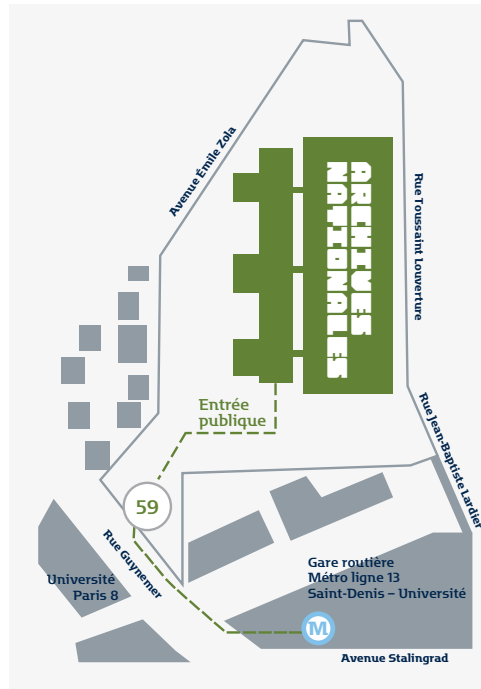 Avenue Émile Zola
ARCHIVES
NATIONALES
Rue Toussaint Louverture
Entrée
publique
Rue Jean-Baptiste Lardier
59
Rue Guynemer
Université
Paris 8
Gare routière
Métro ligne 13
Saint-Denis – Université
M
Avenue Stalingrad